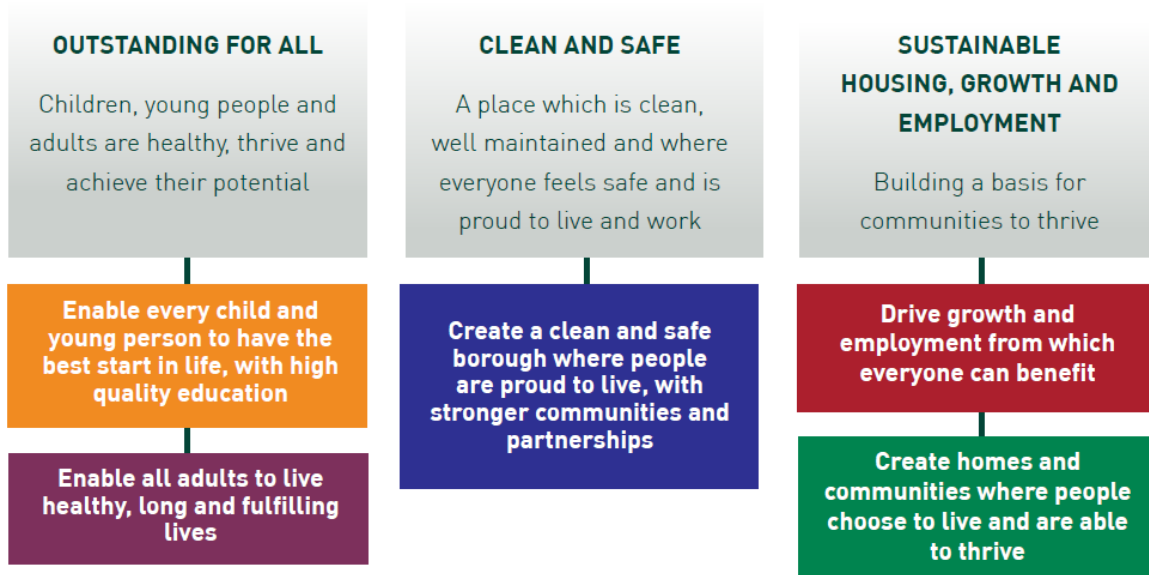 OUTSTANDING FOR ALL
Children, young people and
adults are healthy, thrive and
achieve their potential
Enable every child and
young person to have the
best start in life, with high
quality education
Enable all adults to live
healthy, long and fulfilling
lives
CLEAN AND SAFE
A place which is clean,
well maintained and where
everyone feels safe and is
proud to live and work
Create a clean and safe
borough where people
are proud to live, with
stronger communities and
partnerships
SUSTAINABLE
HOUSING, GROWTH AND
EMPLOYMENT
Building a basis for
communities to thrive
Drive growth and
employment from which
everyone can benefit
Create homes and
communities where people
choose to live and are able
to thrive